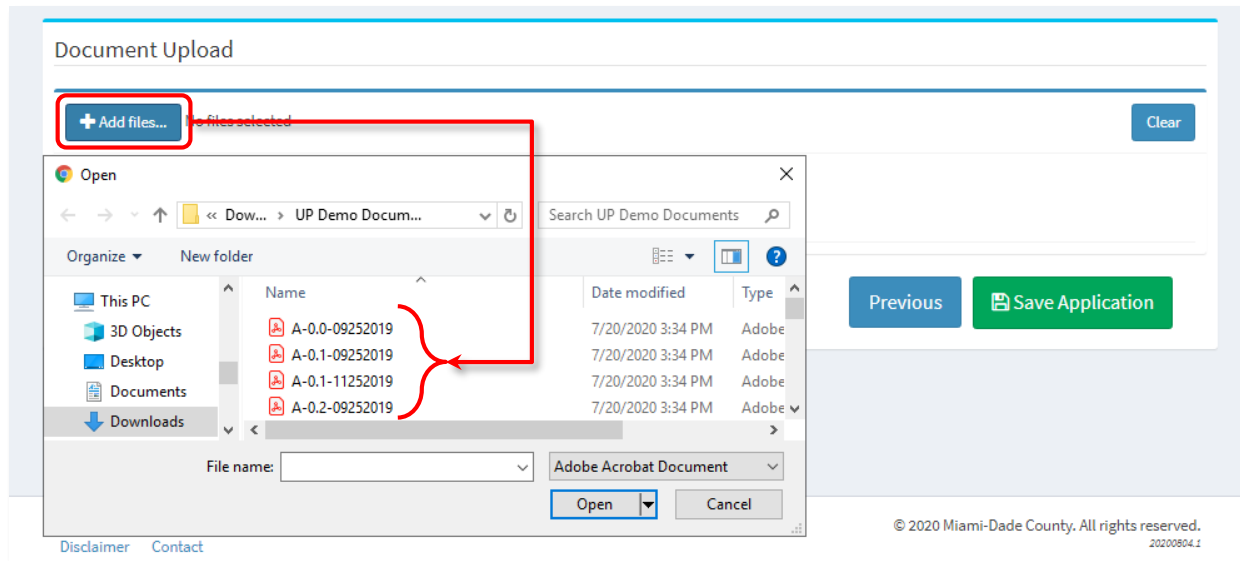 Document Upload
Add files... No files selected Clear
Open
« Dow... › UP Demo Docum... Search UP Demo Documents
Organize New folder
Name Date modified Type
This PC
3D Objects
Desktop
Documents
Downloads
A-0.0-09252019 7/20/2020 3:34 PM Adobe
A-0.1-09252019 7/20/2020 3:34 PM Adobe
A-0.1-11252019 7/20/2020 3:34 PM Adobe
A-0.2-09252019 7/20/2020 3:34 PM Adobe
File name: Adobe Acrobat Document
Open Cancel
Previous Save Application
Disclaimer Contact
© 2020 Miami-Dade County. All rights reserved.
20200804.1